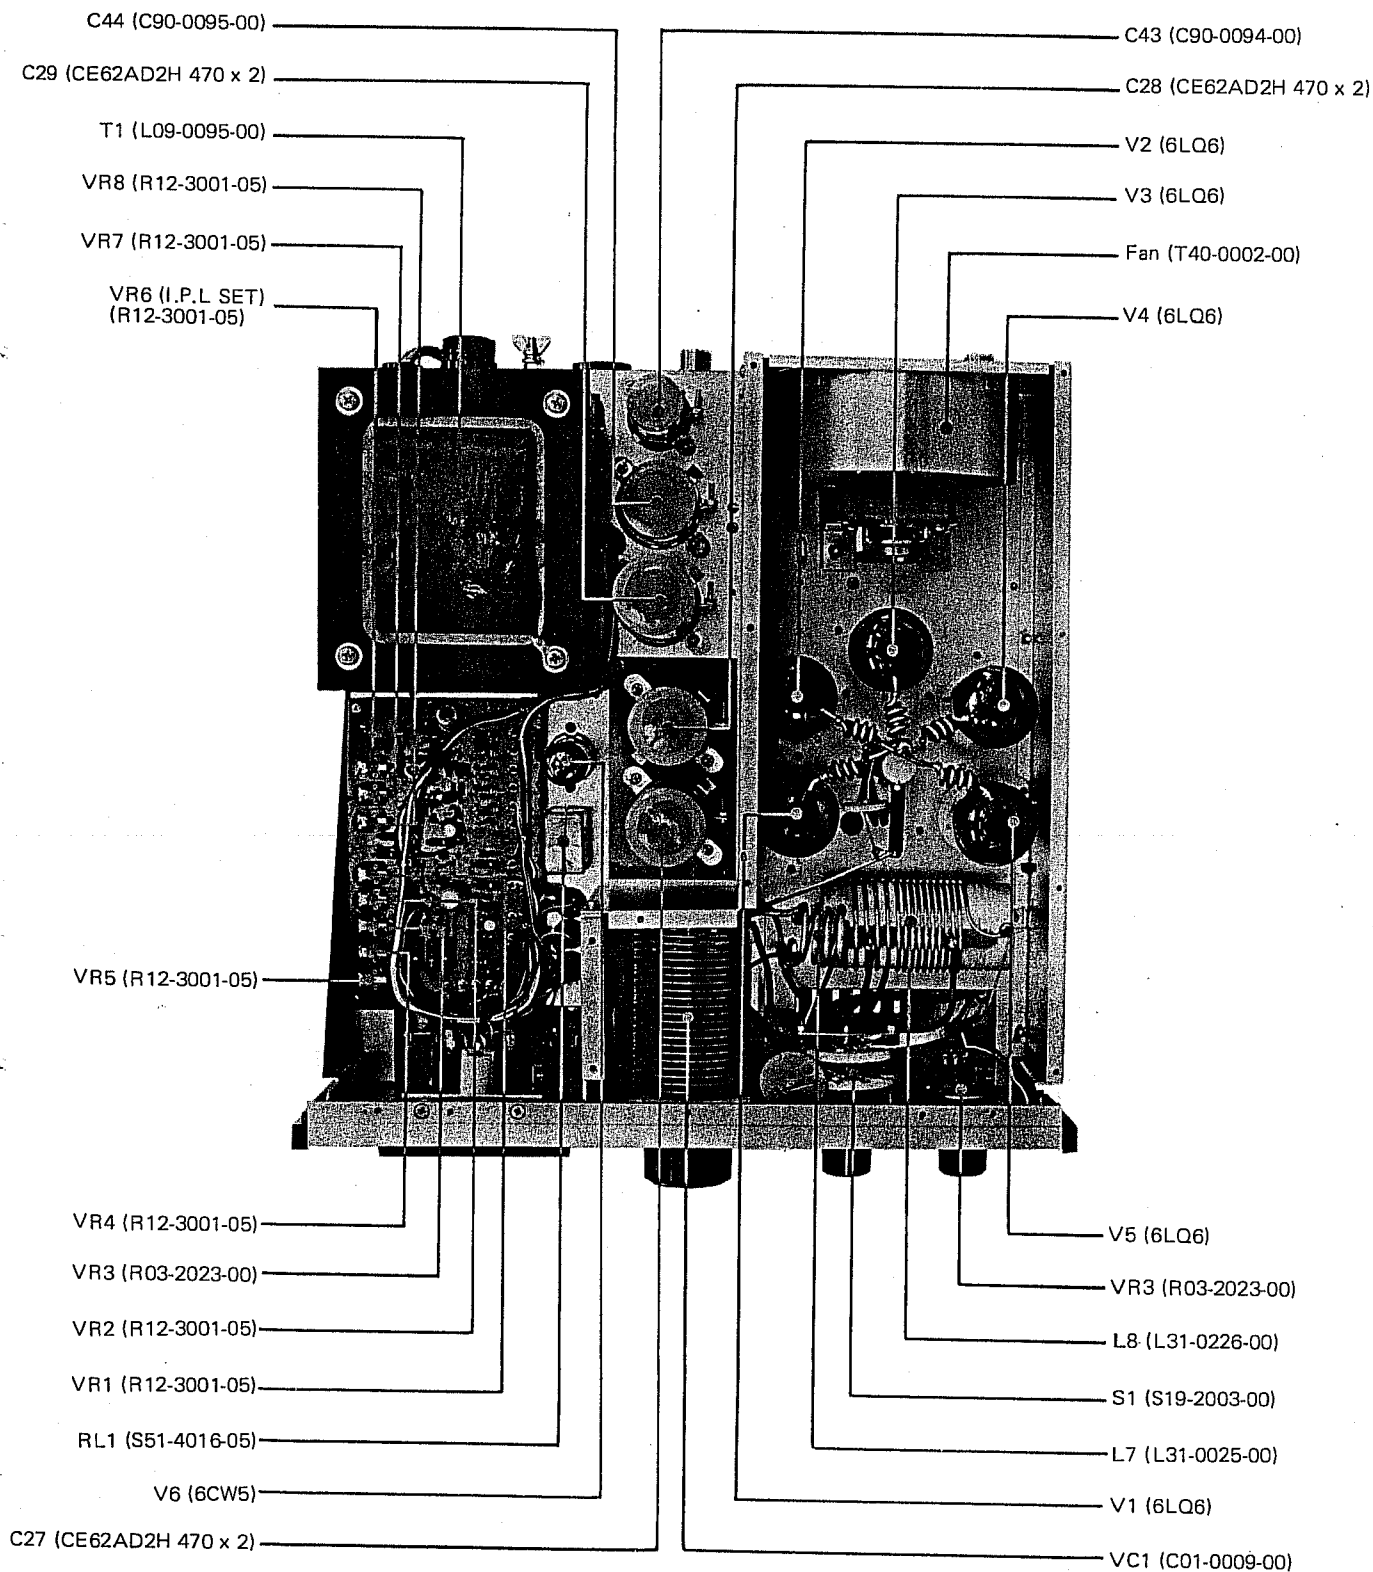 C44 (C90-0095-00)
C29 (CE62AD2H 470 x 2)
T1 (L09-0095-00)
VR8 (R12-3001-05)
VR7 (R12-3001-05)
VR6 (I.P.L SET)
(R12-3001-05)
C43 (C90-0094-00)
C28 (CE62AD2H 470 x 2)
V2 (6LQ6)
V3 (6LQ6)
Fan (T40-0002-00)
V4 (6LQ6)
VR5 (R12-3001-05)
VR4 (R12-3001-05)
VR3 (R03-2023-00)
VR2 (R12-3001-05)
VR1 (R12-3001-05)
RL1 (S51-4016-05)
V6 (6CW5)
C27 (CE62AD2H 470 x 2)
V5 (6LQ6)
VR3 (R03-2023-00)
L8 (L31-0226-00)
S1 (S19-2003-00)
L7 (L31-0025-00)
V1 (6LQ6)
VC1 (C01-0009-00)